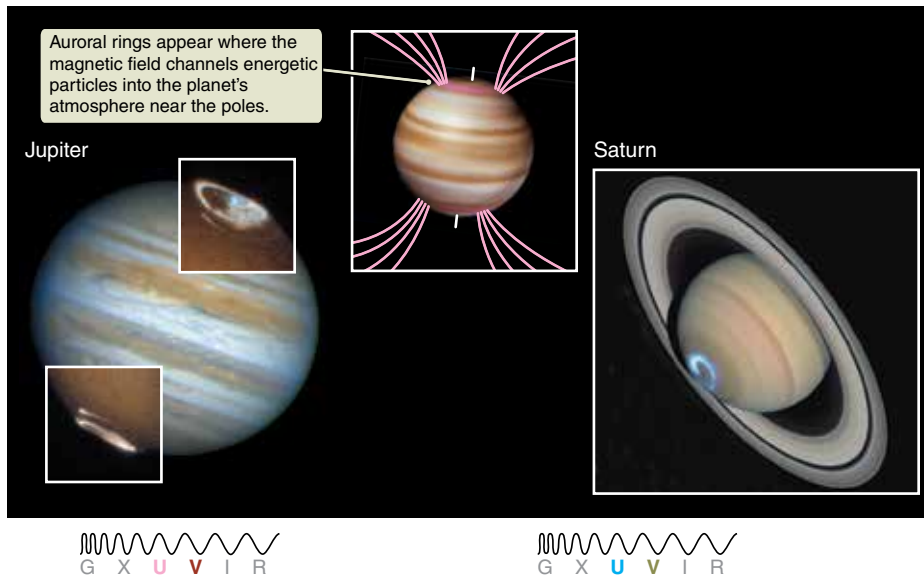 Auroral rings appear where the
magnetic field channels energetic
particles into the planet's
atmosphere near the poles.
Jupiter
Saturn
G X U V I R
G X U V I R